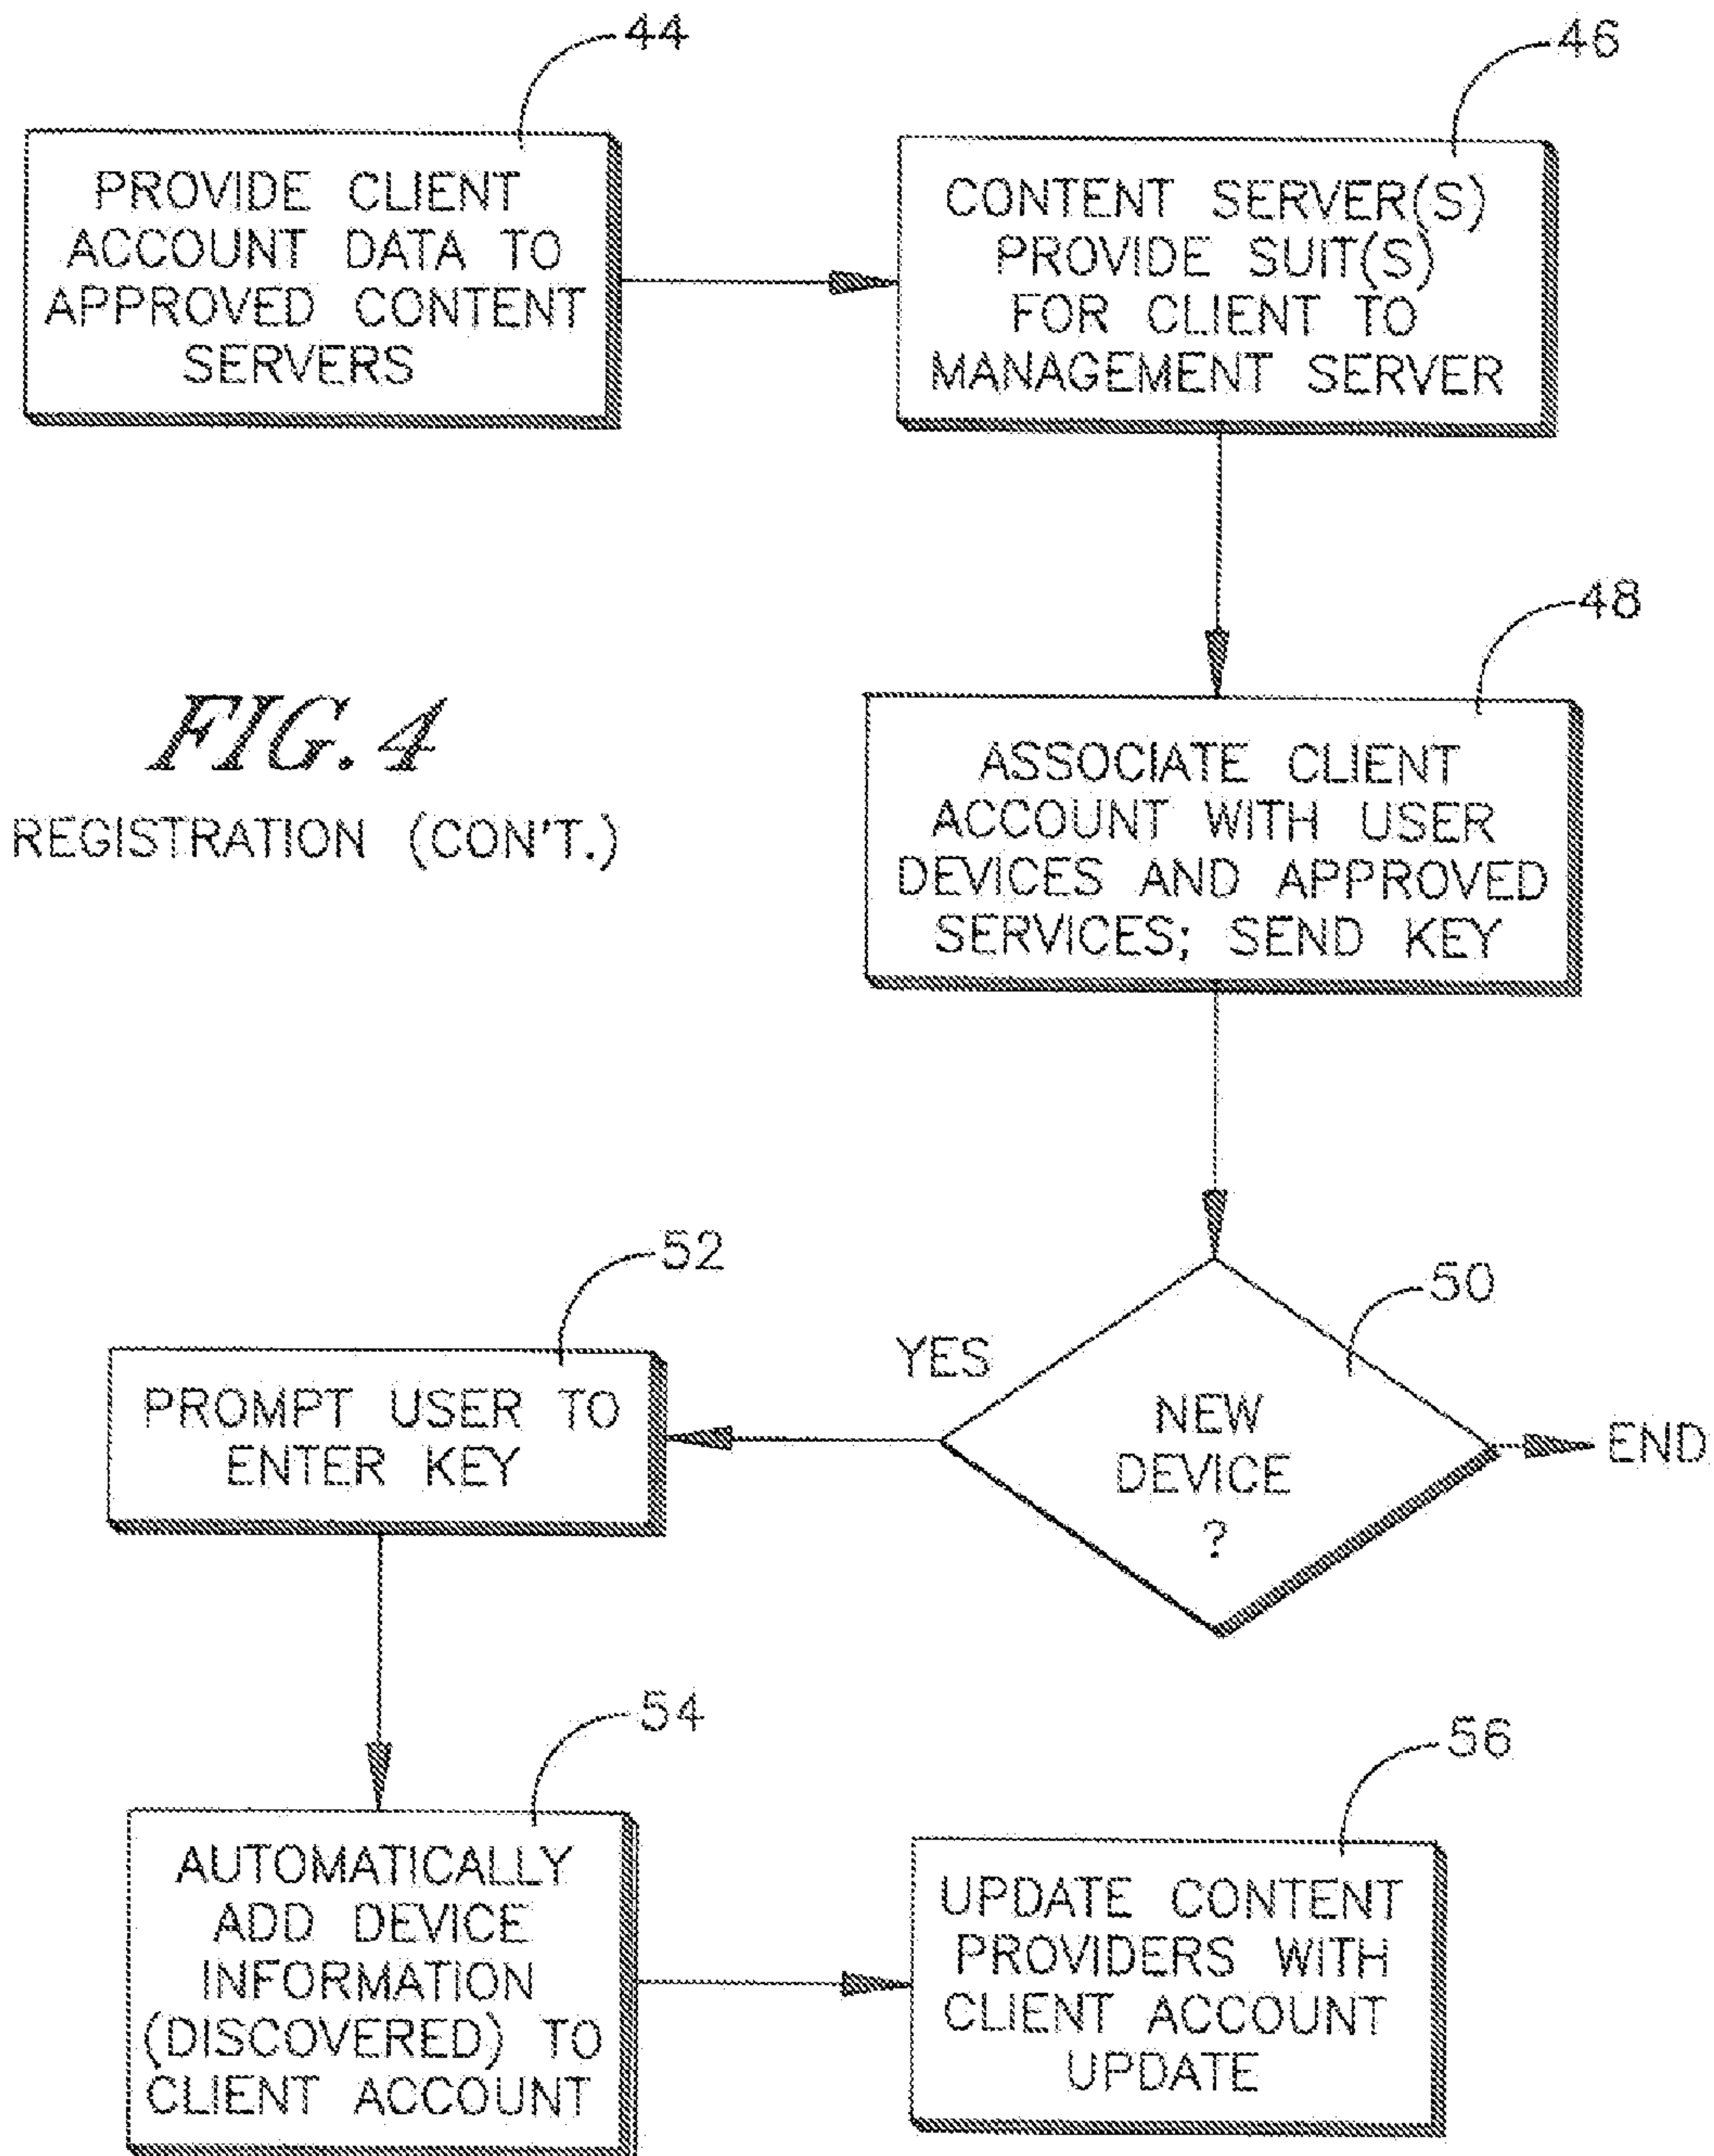 44
PROVIDE CLIENT
ACCOUNT DATA TO
APPROVED CONTENT
SERVERS
46
CONTENT SERVER(S)
PROVIDE SUIT(S)
FOR CLIENT TO
MANAGEMENT SERVER
FIG. 4
REGISTRATION (CON'T.)
48
ASSOCIATE CLIENT
ACCOUNT WITH USER
DEVICES AND APPROVED
SERVICES; SEND KEY
50
NEW
DEVICE
?
YES
END
52
PROMPT USER TO
ENTER KEY
54
AUTOMATICALLY
ADD DEVICE
INFORMATION
(DISCOVERED) TO
CLIENT ACCOUNT
56
UPDATE CONTENT
PROVIDERS WITH
CLIENT ACCOUNT
UPDATE